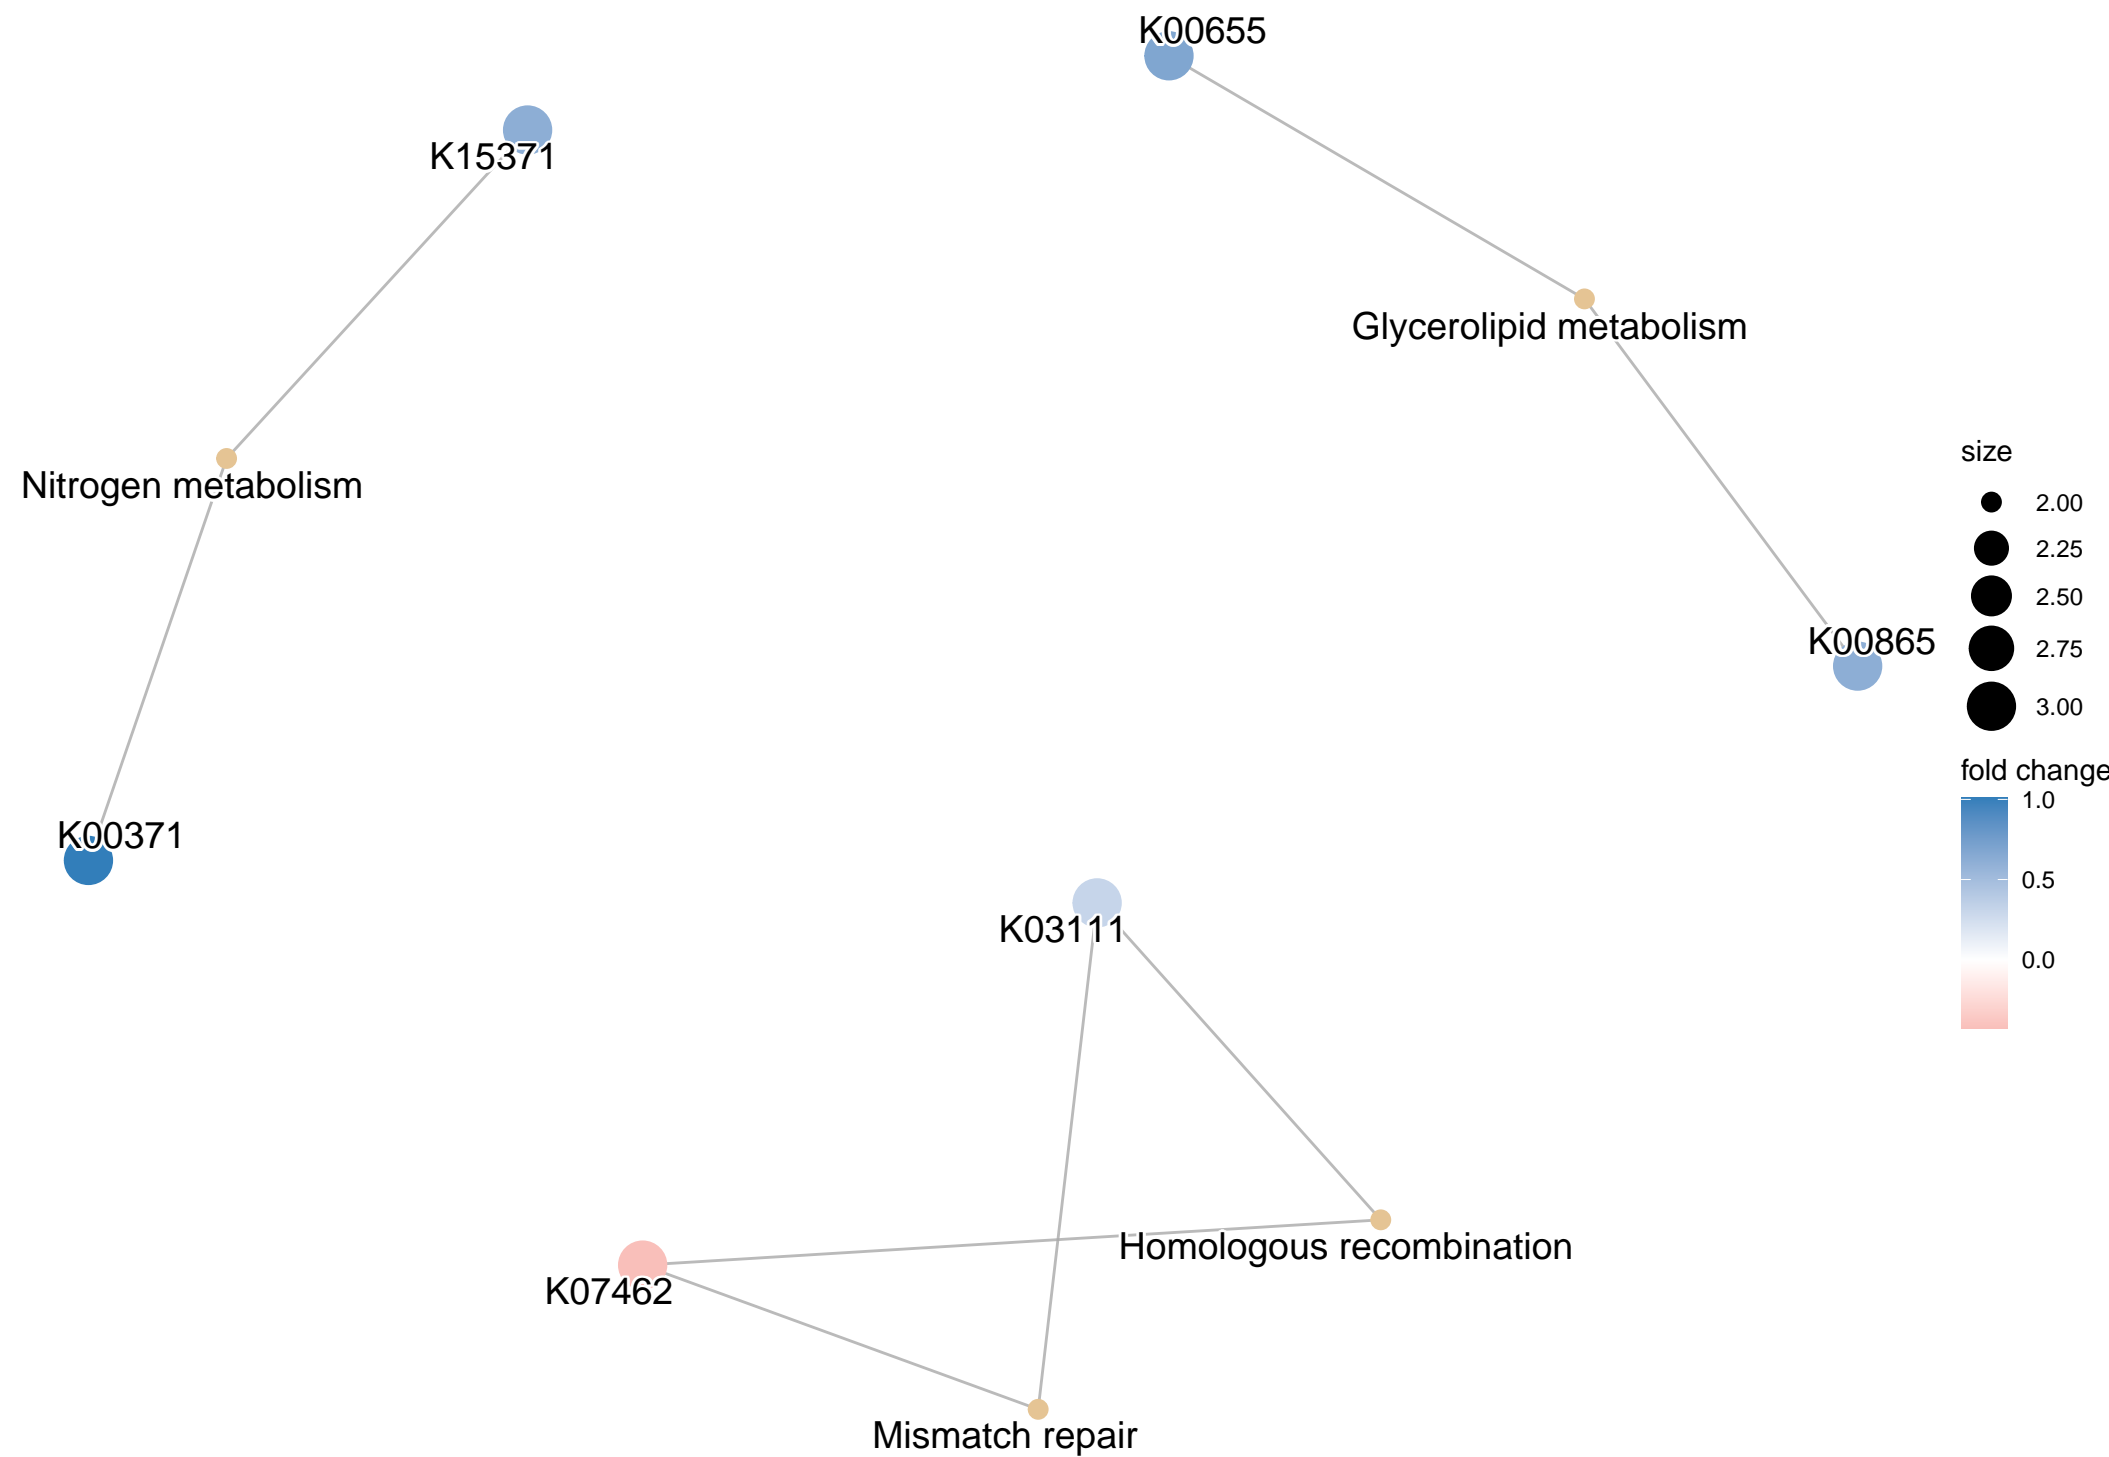 K00655
K15371
Glycerolipid metabolism
Nitrogen metabolism
K00865
K00371
K03111
Homologous recombination
K07462
Mismatch repair
size
2.00
2.25
2.50
2.75
3.00
fold change
1.0
0.5
0.0